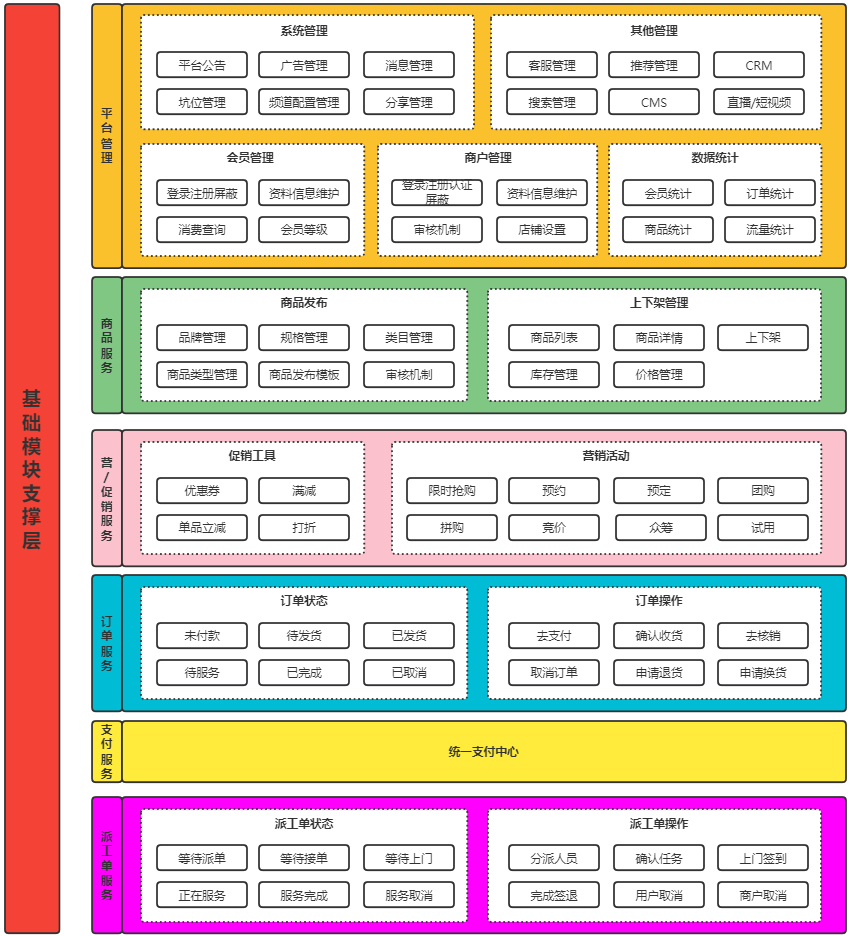 基础模块支撑层
平台管理
系统管理
平台公告
广告管理
消息管理
坑位管理
频道配置管理
分享管理
其他管理
客服管理
推荐管理
CRM
搜索管理
CMS
直播/短视频
会员管理
登录注册屏蔽
资料信息维护
消费查询
会员等级
商户管理
登录注册认证
屏蔽
资料信息维护
审核机制
店铺设置
数据统计
会员统计
订单统计
商品统计
流量统计
商品服务
商品发布
品牌管理
规格管理
类目管理
商品类型管理
商品发布模板
审核机制
上下架管理
商品列表
商品详情
上下架
库存管理
价格管理
营/促销服务
促销工具
优惠券
满减
单品立减
打折
营销活动
限时抢购
预约
预定
团购
拼购
竞价
众筹
试用
订单服务
订单状态
未付款
待发货
已发货
待服务
已完成
已取消
订单操作
去支付
确认收货
去核销
取消订单
申请退货
申请换货
支付服务
统一支付中心
派工单服务
派工单状态
等待派单
等待接单
等待上门
正在服务
服务完成
服务取消
派工单操作
分派人员
确认任务
上门签到
完成签退
用户取消
商户取消